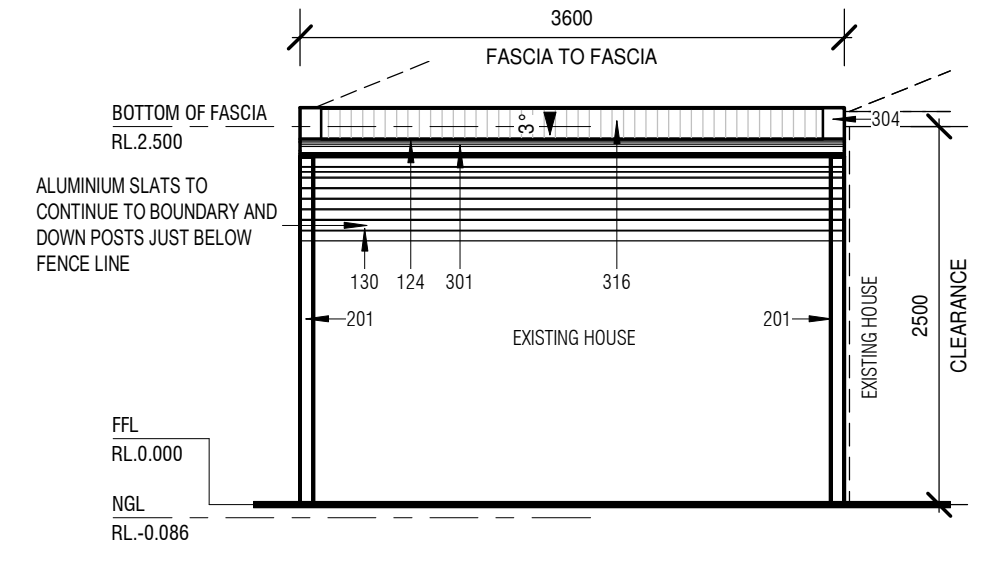 3600
FASCIA TO FASCIA
BOTTOM OF FASCIA
RL.2.500
3°
304
ALUMINIUM SLATS TO
CONTINUE TO BOUNDARY AND
DOWN POSTS JUST BELOW
FENCE LINE
130 124 301 316
201 201
EXISTING HOUSE
EXISTING HOUSE
2500
CLEARANCE
FFL
RL.0.000
NGL
RL.-0.086